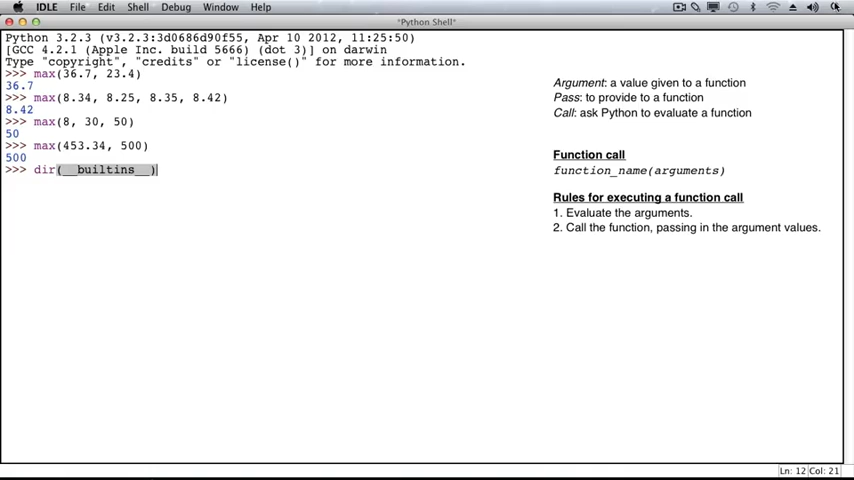 IDLE File Edit Shell Debug Window Help
*Python Shell*
Python 3.2.3 (v3.2.3:3d0686d90f55, Apr 10 2012, 11:25:50)
[GCC 4.2.1 (Apple Inc. build 5666) (dot 3)] on darwin
Type "copyright", "credits" or "license()" for more information.
>>> max(36.7, 23.4)
36.7
>>> max(8.34, 8.25, 8.35, 8.42)
8.42
>>> max(8, 30, 50)
50
>>> max(453.34, 500)
500
>>> dir(__builtins__)
Argument: a value given to a function
Pass: to provide to a function
Call: ask Python to evaluate a function
Function call
function_name(arguments)
Rules for executing a function call
1. Evaluate the arguments.
2. Call the function, passing in the argument values.
Ln: 12 Col: 21